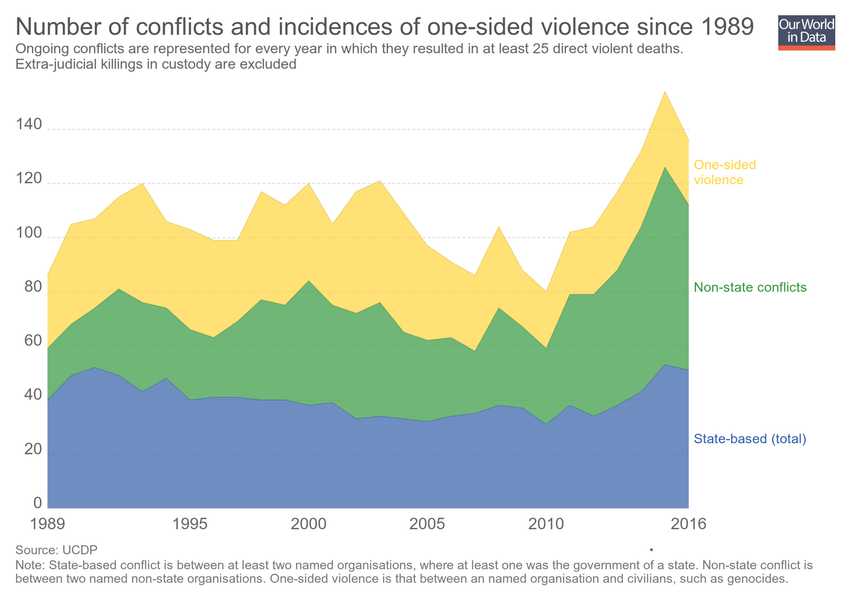 Number of conflicts and incidences of one-sided violence since 1989
Our World
in Data
Ongoing conflicts are represented for every year in which they resulted in at least 25 direct violent deaths.
Extra-judicial killings in custody are excluded
140
120
100
80
60
40
20
0
One-sided
violence
Non-state conflicts
State-based (total)
1989
1995
2000
2005
2010
2016
Source: UCDP
Note: State-based conflict is between at least two named organisations, where at least one was the government of a state. Non-state conflict is
between two named non-state organisations. One-sided violence is that between an named organisation and civilians, such as genocides.